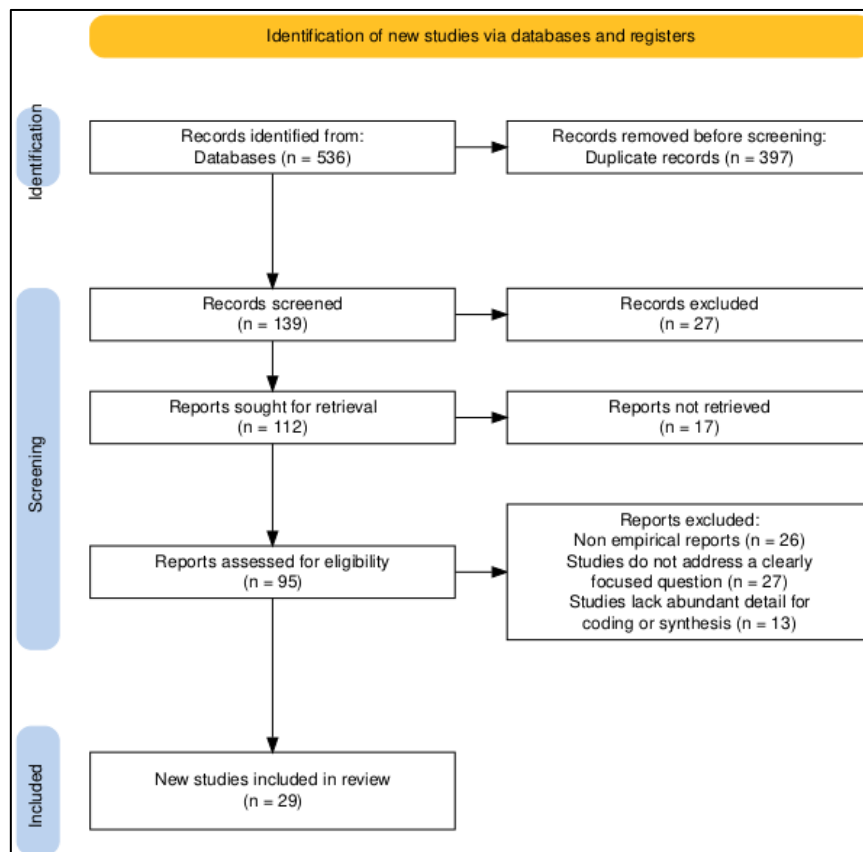 Identification of new studies via databases and registers
Identification
Records identified from:
Databases (n = 536)
Records removed before screening:
Duplicate records (n = 397)
Screening
Records screened
(n = 139)
Records excluded
(n = 27)
Reports sought for retrieval
(n = 112)
Reports not retrieved
(n = 17)
Reports assessed for eligibility
(n = 95)
Reports excluded:
Non empirical reports (n = 26)
Studies do not address a clearly
focused question (n = 27)
Studies lack abundant detail for
coding or synthesis (n = 13)
Included
New studies included in review
(n = 29)